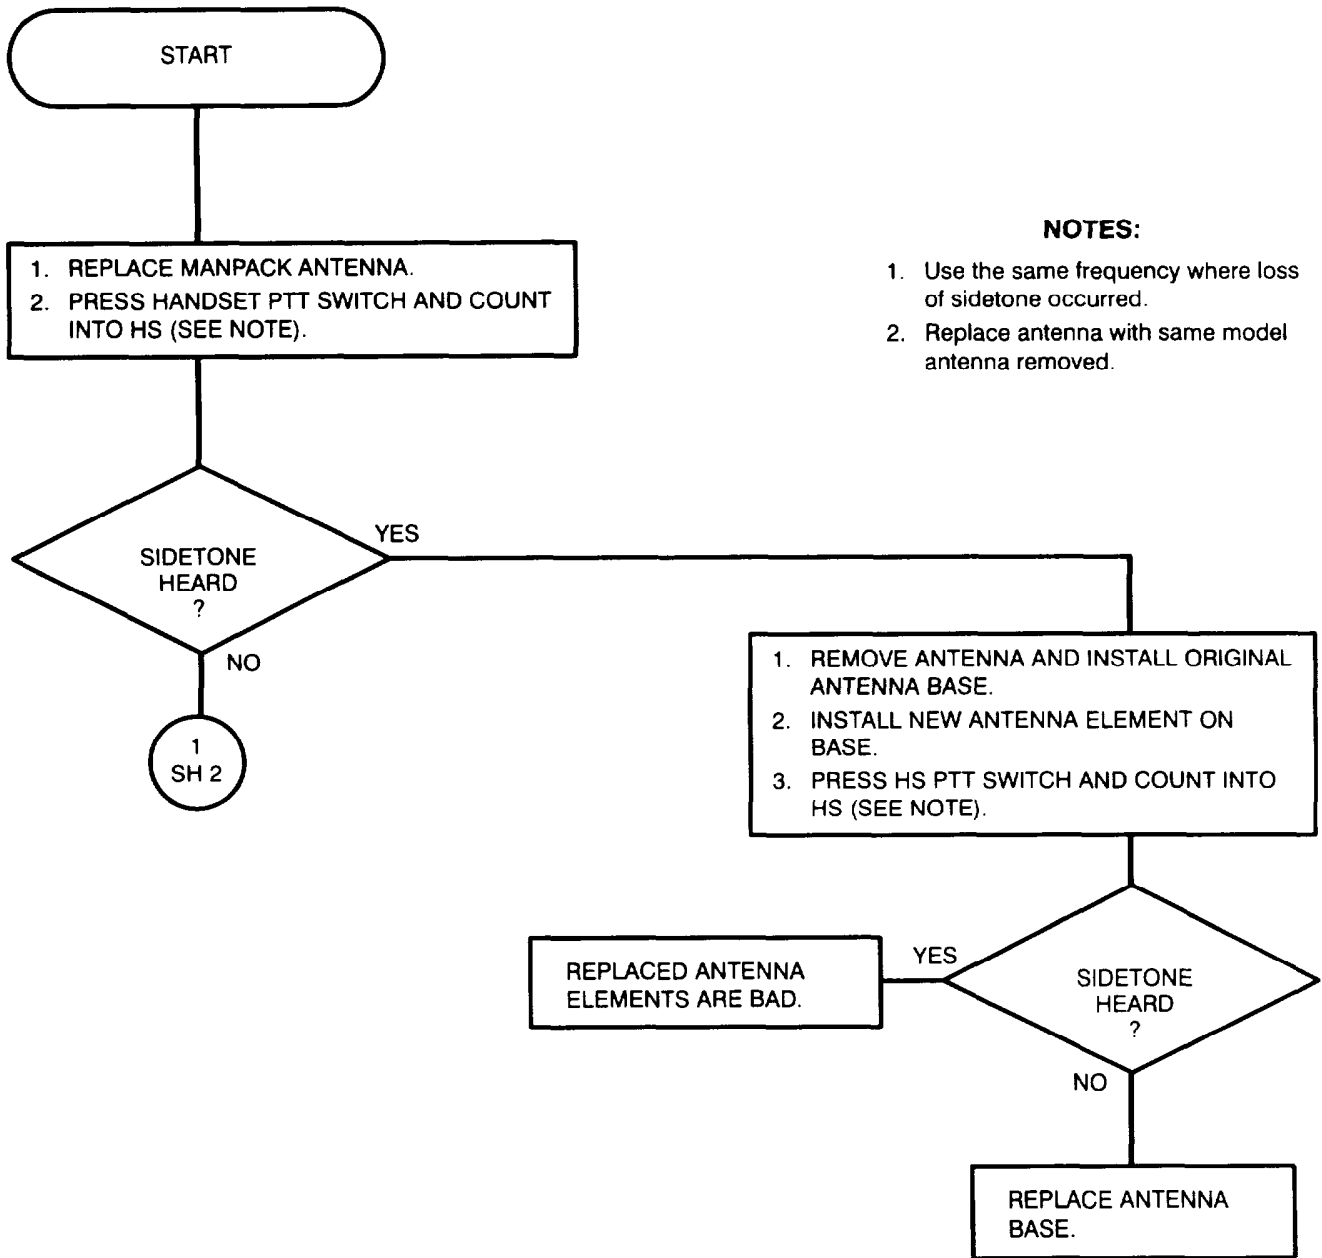 START
1. REPLACE MANPACK ANTENNA.
2. PRESS HANDSET PTT SWITCH AND COUNT
INTO HS (SEE NOTE).
NOTES:
1. Use the same frequency where loss
of sidetone occurred.
2. Replace antenna with same model
antenna removed.
SIDETONE
HEARD
?
YES
NO
1
SH 2
1. REMOVE ANTENNA AND INSTALL ORIGINAL
ANTENNA BASE.
2. INSTALL NEW ANTENNA ELEMENT ON
BASE.
3. PRESS HS PTT SWITCH AND COUNT INTO
HS (SEE NOTE).
SIDETONE
HEARD
?
YES
REPLACED ANTENNA
ELEMENTS ARE BAD.
NO
REPLACE ANTENNA
BASE.